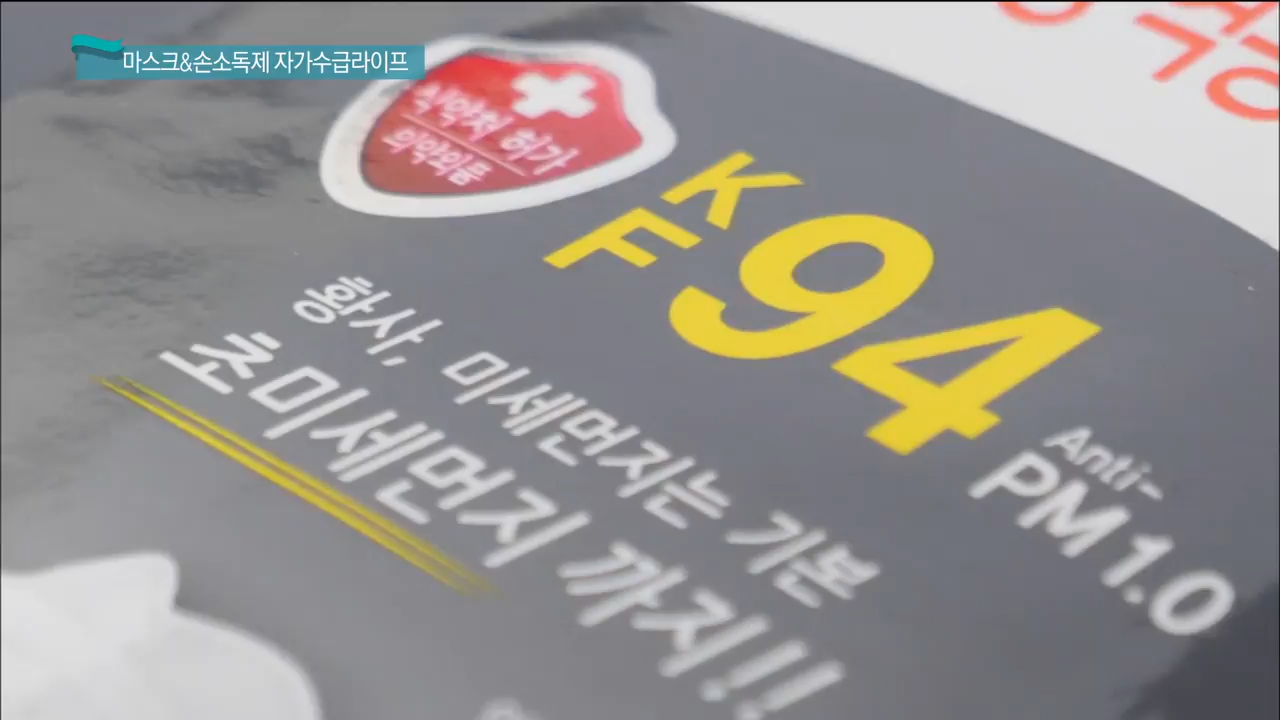 마스크&손소독제 자가수급라이프
식약처 허가
의약외품
KF94
황사, 미세먼지는 기본
초미세먼지 까지!!
Anti-
PM1.0